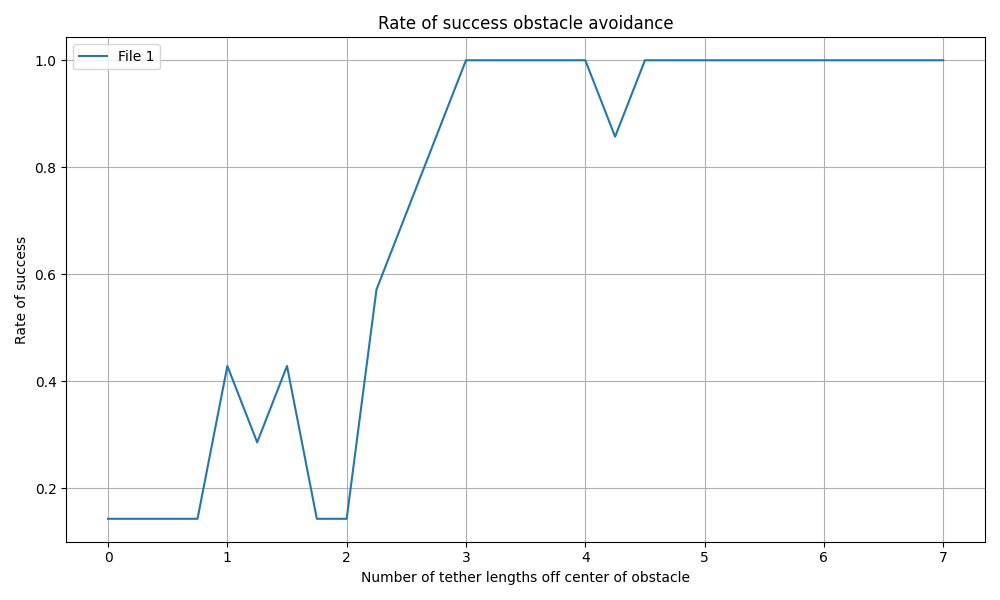 Rate of success obstacle avoidance
File 1
1.0
0.8
0.6
0.4
0.2
Rate of success
0 1 2 3 4 5 6 7
Number of tether lengths off center of obstacle